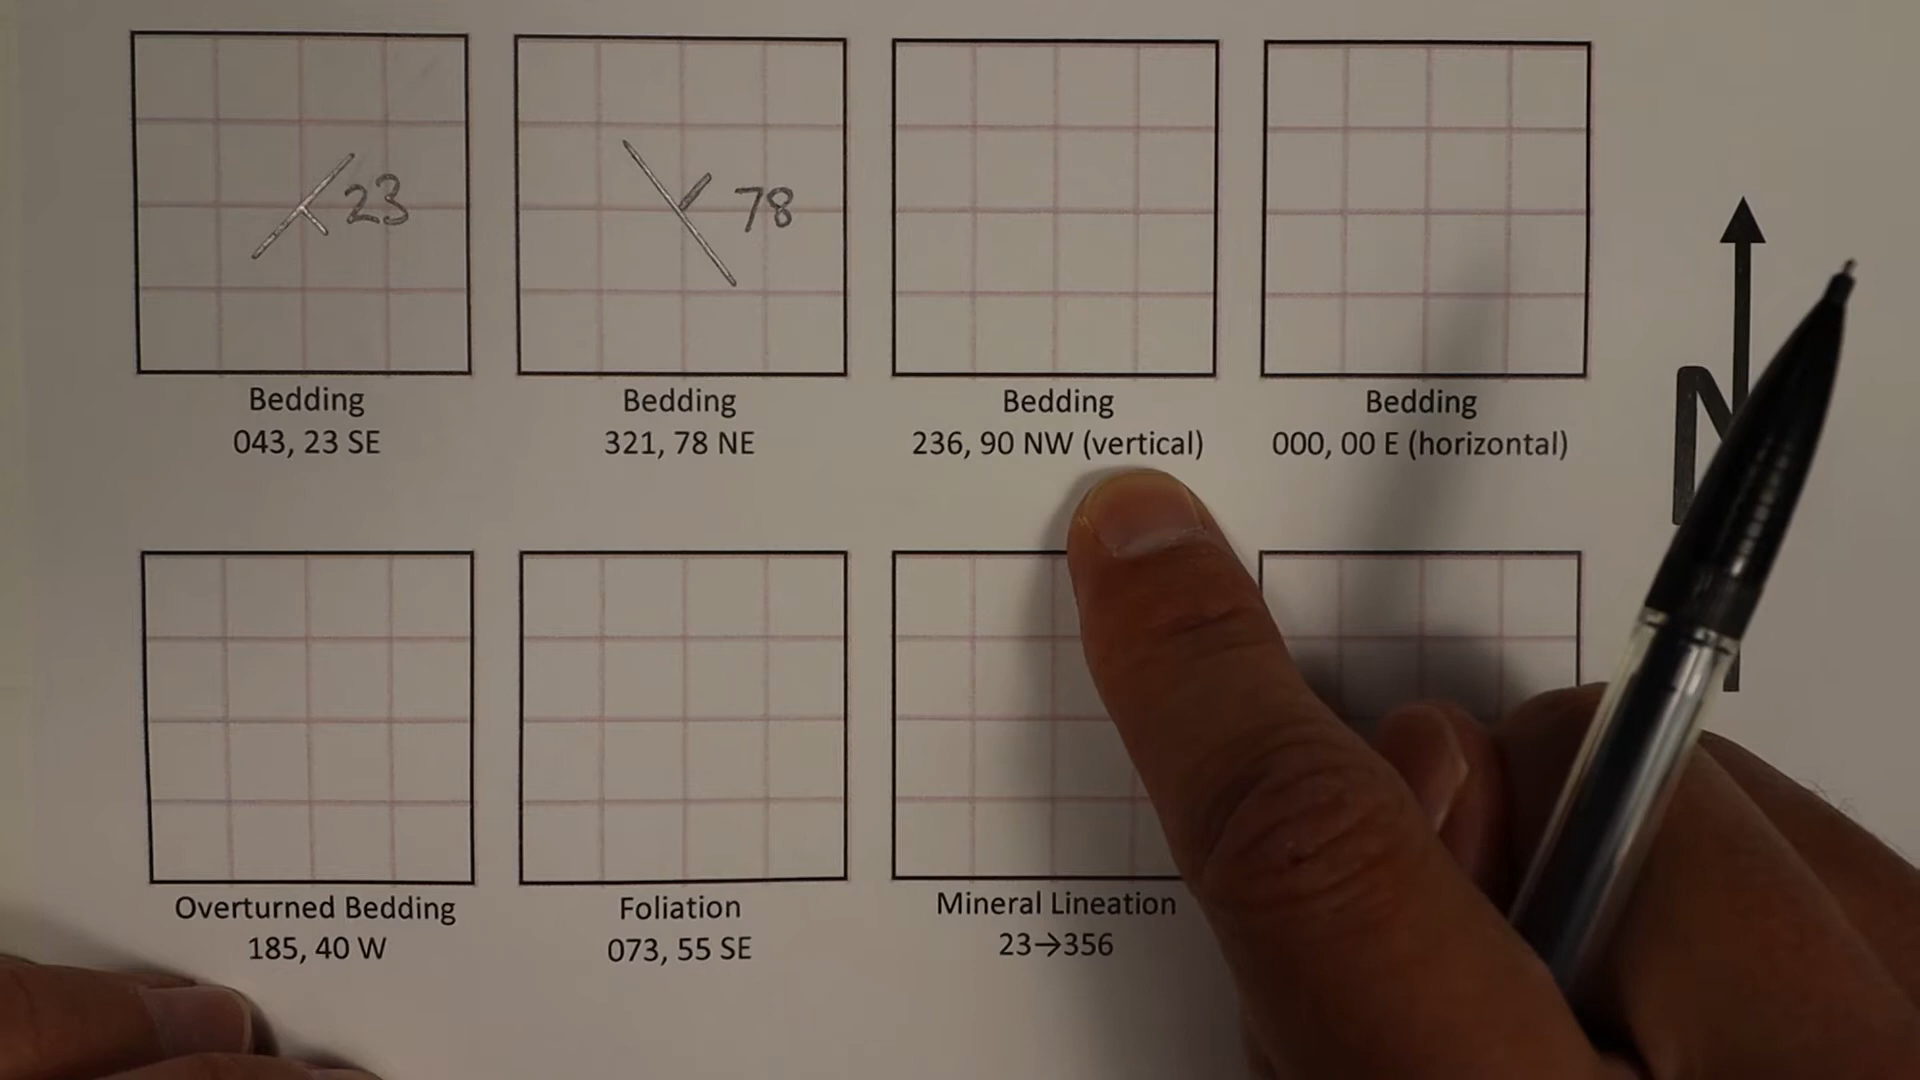 23
78
Bedding
043, 23 SE
Bedding
321, 78 NE
Bedding
236, 90 NW (vertical)
Bedding
000, 00 E (horizontal)
N
Overturned Bedding
185, 40 W
Foliation
073, 55 SE
Mineral Lineation
23→356